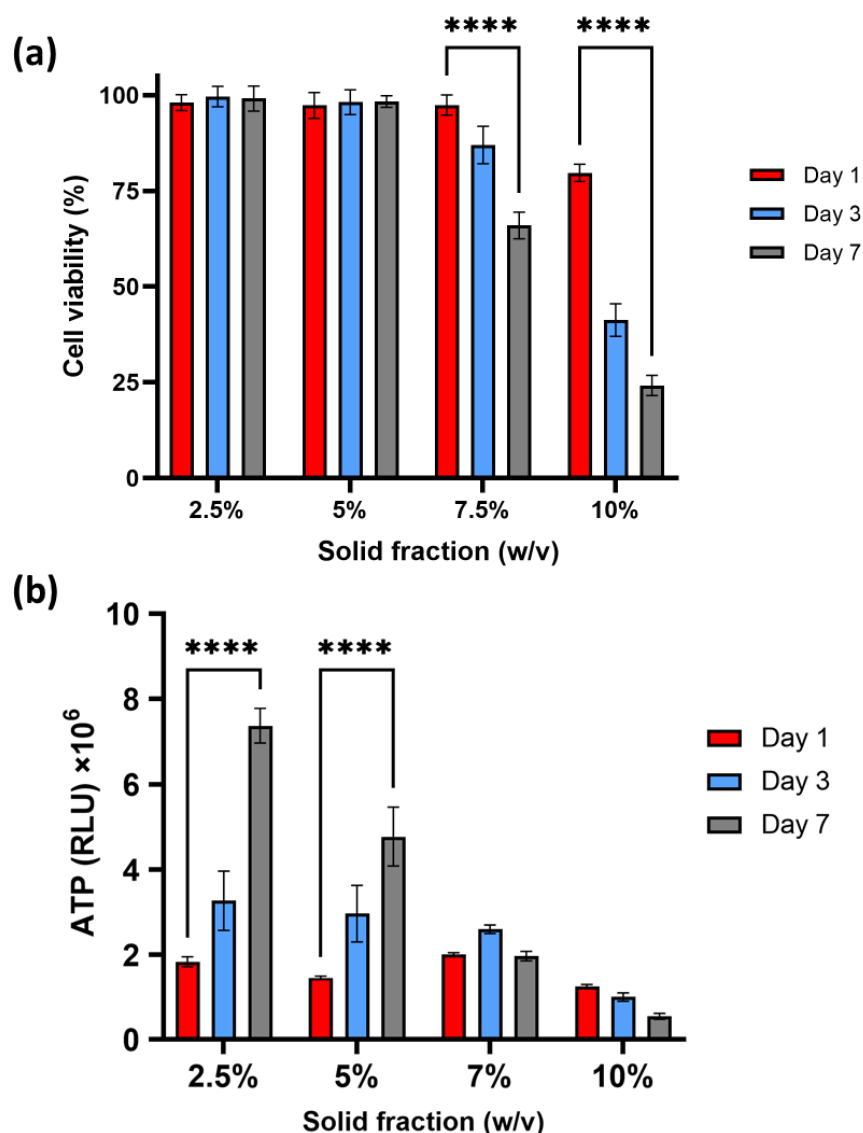 (a)
**** ****
Cell viability (%)
100
75
50
25
0
2.5% 5% 7.5% 10%
Solid fraction (w/v)
Day 1
Day 3
Day 7
(b)
**** ****
ATP (RLU) ×10⁶
10
8
6
4
2
0
2.5% 5% 7% 10%
Solid fraction (w/v)
Day 1
Day 3
Day 7